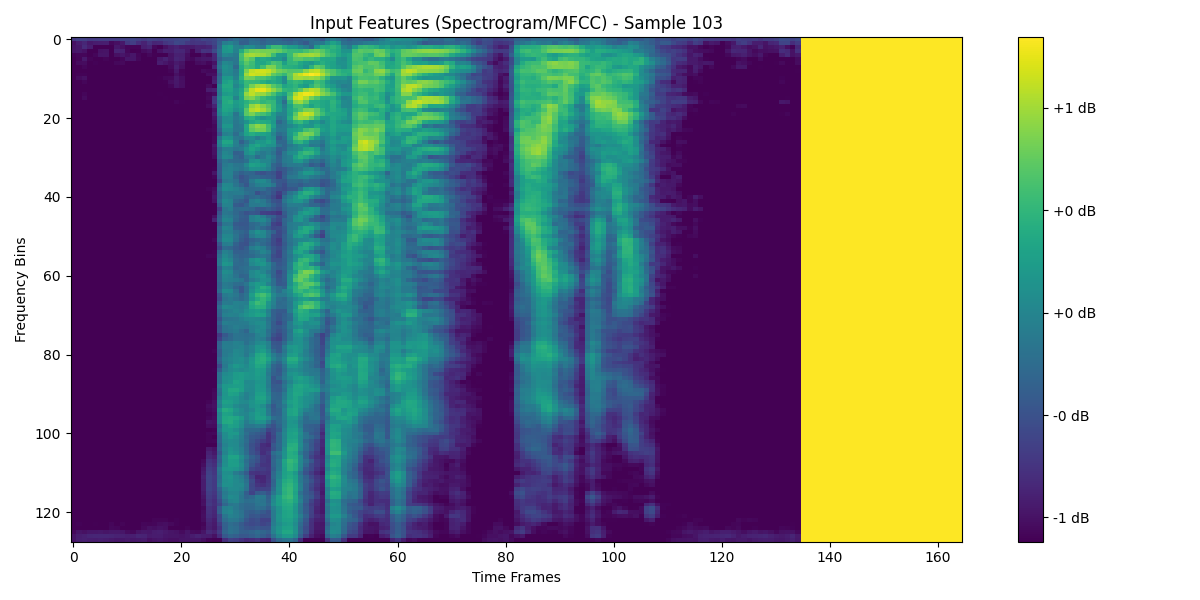 Input Features (Spectrogram/MFCC) - Sample 103
Frequency Bins
0
20
40
60
80
100
120
0 20 40 60 80 100 120 140 160
Time Frames
+1 dB
+0 dB
+0 dB
-0 dB
-1 dB